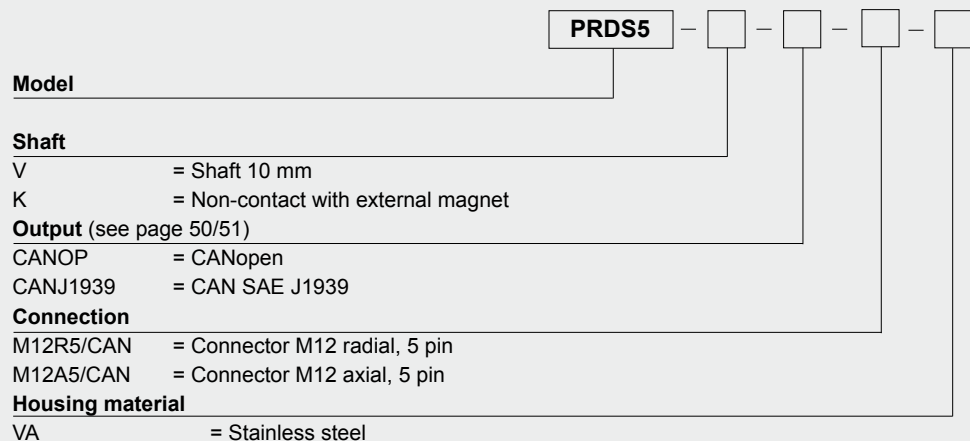 PRDS5 – – – –
Model
Shaft
V = Shaft 10 mm
K = Non-contact with external magnet
Output (see page 50/51)
CANOP = CANopen
CANJ1939 = CAN SAE J1939
Connection
M12R5/CAN = Connector M12 radial, 5 pin
M12A5/CAN = Connector M12 axial, 5 pin
Housing material
VA = Stainless steel